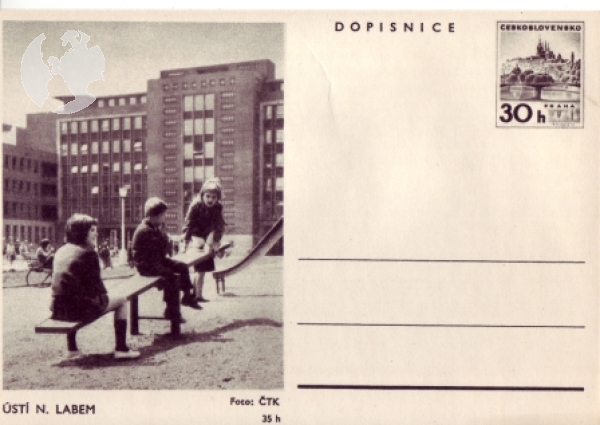 DOPISNICE
ČESKOSLOVENSKO
30 h
PRAHA
ÚSTÍ N. LABEM
Foto: ČTK
35 h